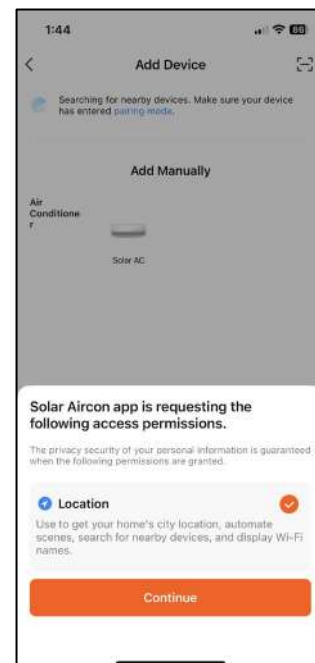 1:44
66
Add Device
Searching for nearby devices. Make sure your device
has entered pairing mode.
Add Manually
Air
Conditione
r
Solar AC
Solar Aircon app is requesting the
following access permissions.
The privacy security of your personal information is guaranteed
when the following permissions are granted.
Location
Use to get your home's city location, automate
scenes, search for nearby devices, and display Wi-Fi
names.
Continue